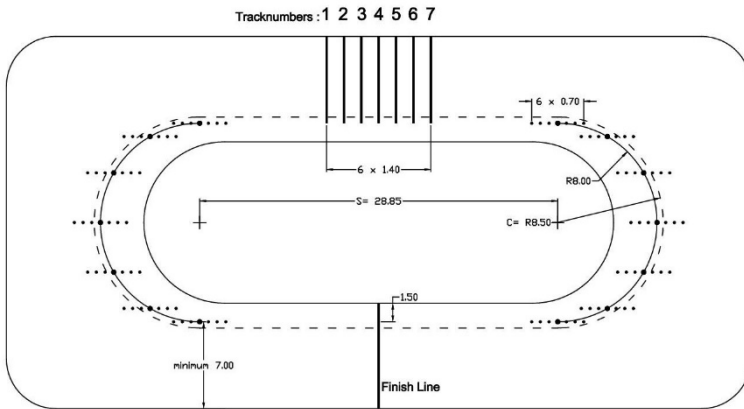 Tracknumbers : 1 2 3 4 5 6 7
6 × 0.70
6 × 1.40
R8.00
S= 28.85
C= R8.50
1.50
minimum 7.00
Finish Line